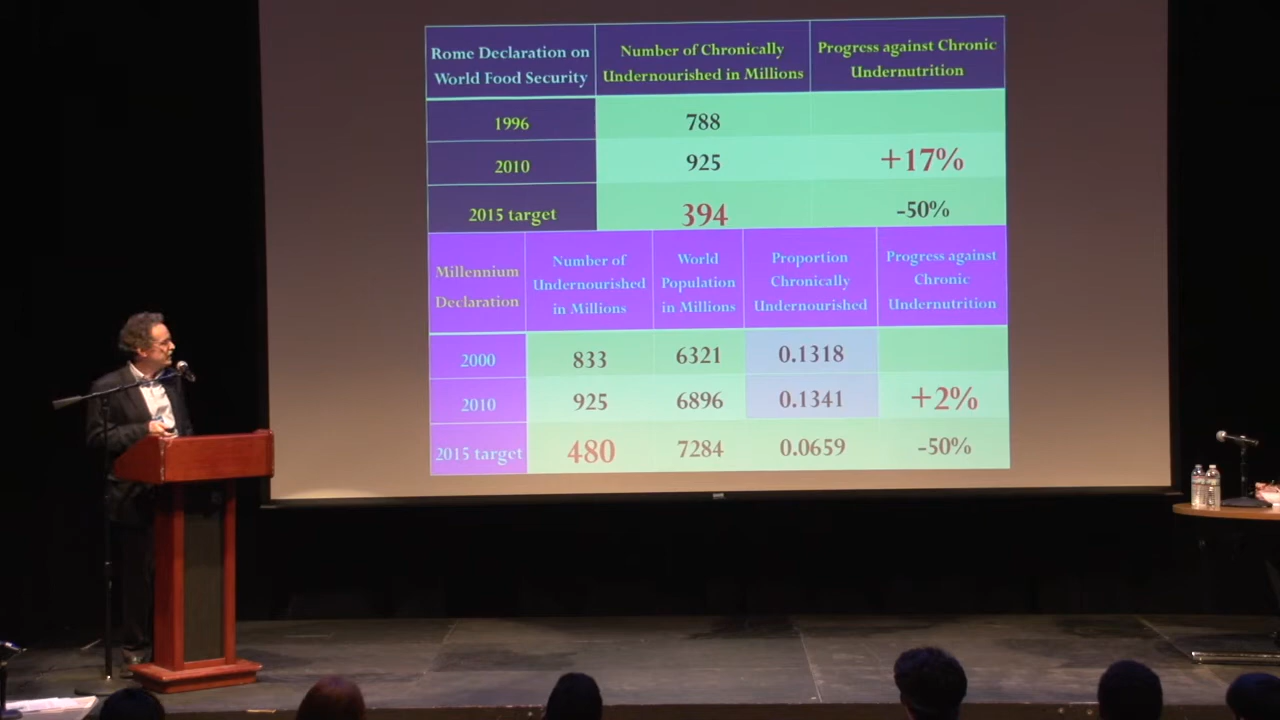 Rome Declaration on
World Food Security
Number of Chronically
Undernourished in Millions
Progress against Chronic
Undernutrition
1996
788
2010
925
+17%
2015 target
394
-50%
Millennium
Declaration
Number of
Undernourished
in Millions
World
Population
in Millions
Proportion
Chronically
Undernourished
Progress against
Chronic
Undernutrition
2000
833
6321
0.1318
2010
925
6896
0.1341
+2%
2015 target
480
7284
0.0659
-50%